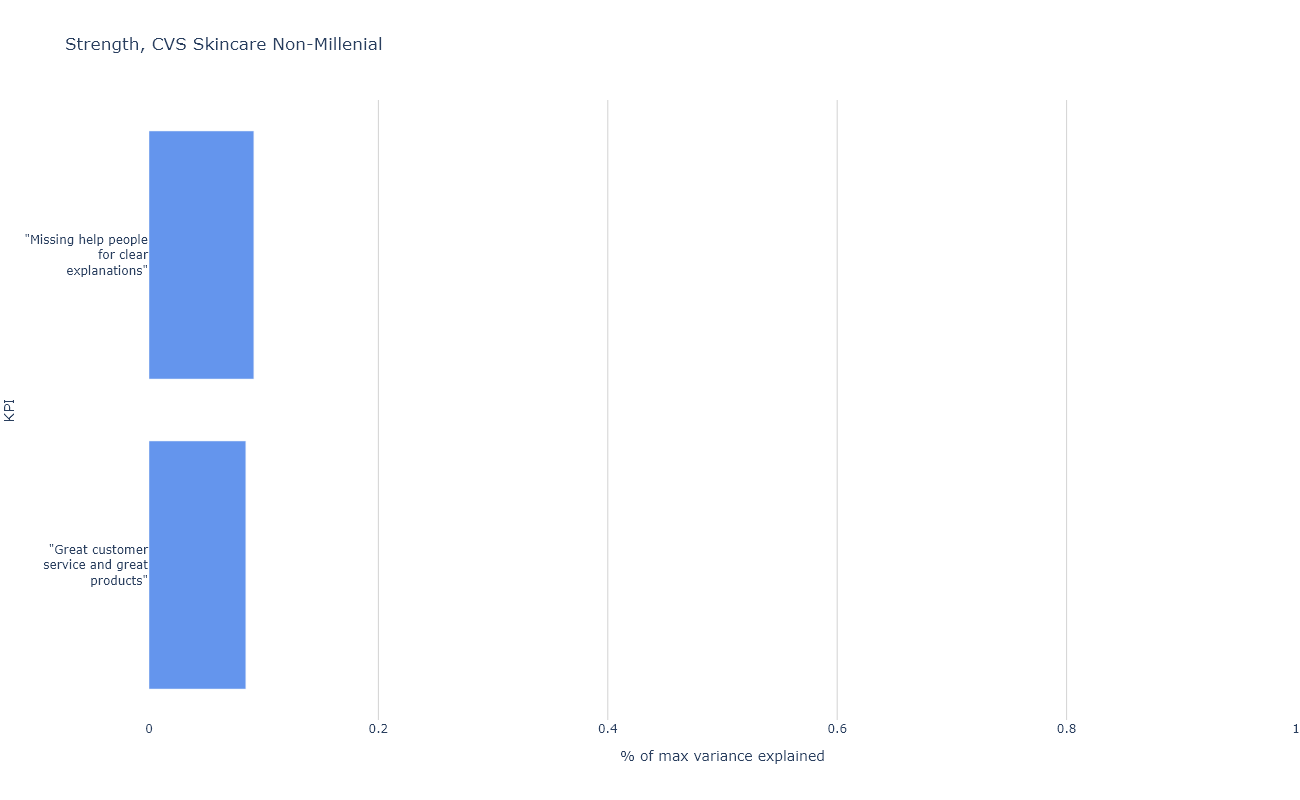 Strength, CVS Skincare Non-Millenial
"Missing help people
for clear
explanations"
KPI
"Great customer
service and great
products"
0
0.2
0.4
0.6
0.8
1
% of max variance explained